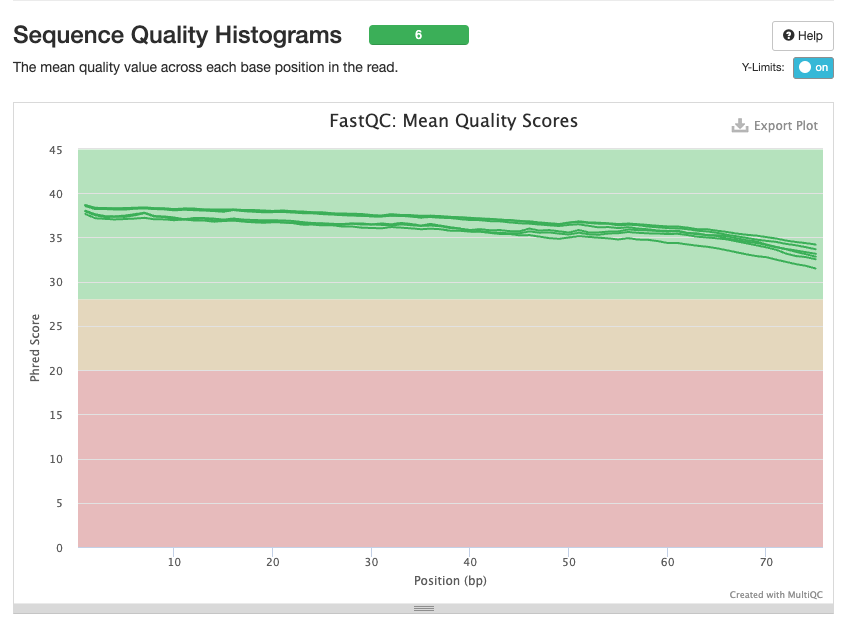 Sequence Quality Histograms 6 Help
The mean quality value across each base position in the read. Y-Limits: on
FastQC: Mean Quality Scores
Export Plot
45
40
35
30
25
20
15
10
5
0
Phred Score
10 20 30 40 50 60 70
Position (bp)
Created with MultiQC